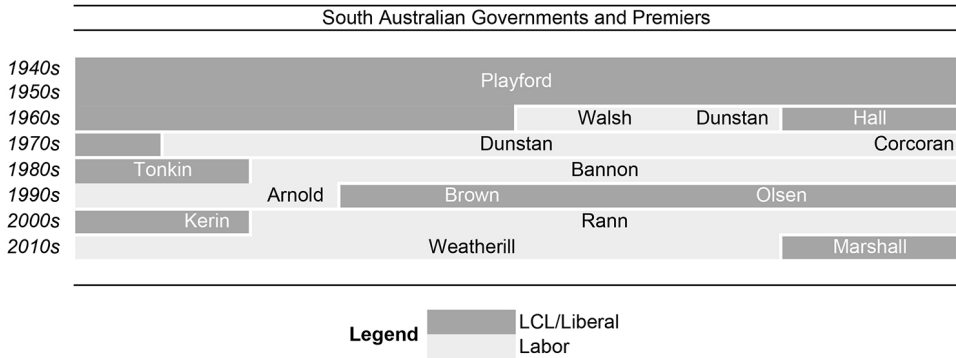 South Australian Governments and Premiers
1940s
Playford
1950s
1960s Walsh Dunstan Hall
1970s Dunstan Corcoran
1980s Tonkin Bannon
1990s Arnold Brown Olsen
2000s Kerin Rann
2010s Weatherill Marshall
Legend
LCL/Liberal
Labor